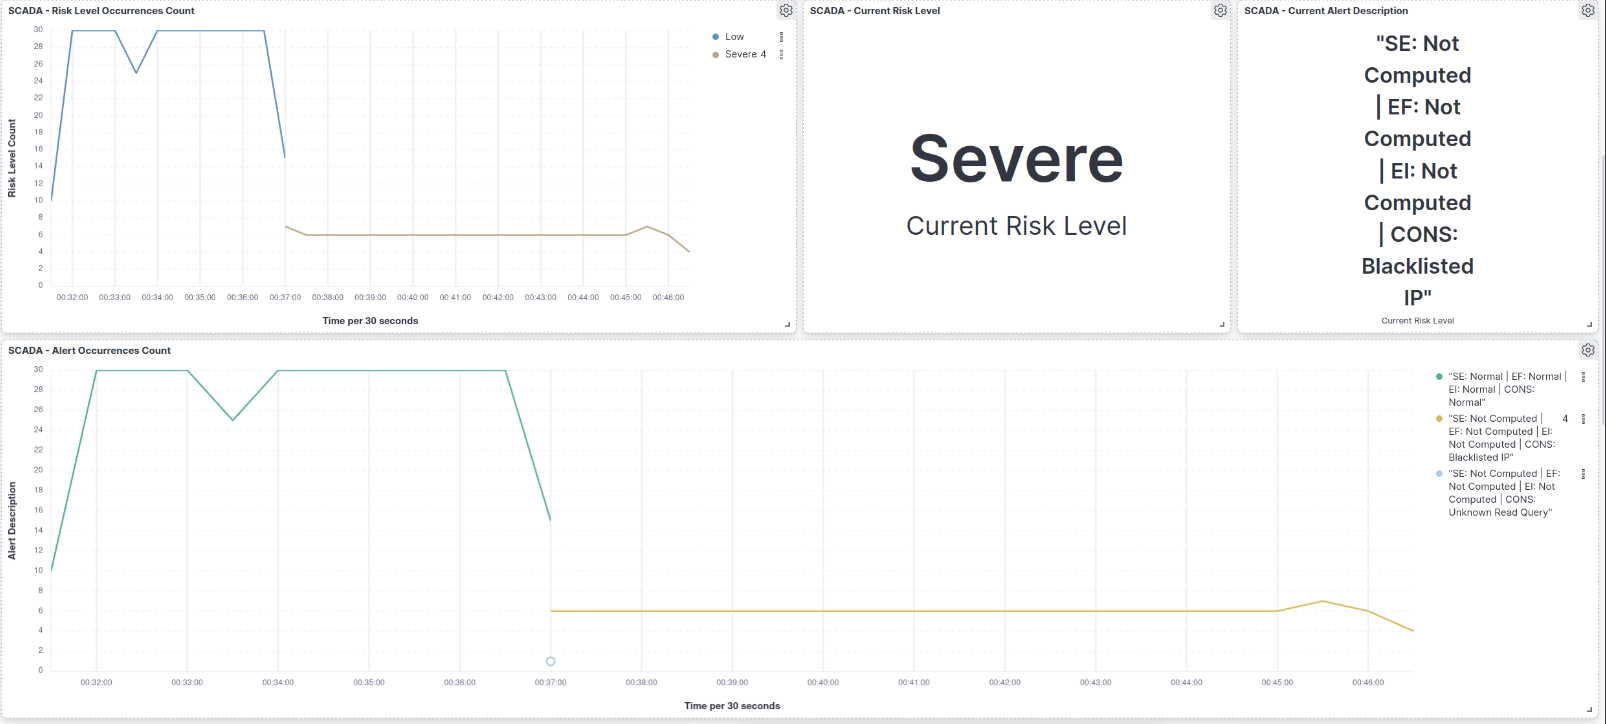 SCADA - Risk Level Occurrences Count
30
28
26
24
22
20
18
16
14
12
10
8
6
4
2
0
Risk Level Count
00:32:00 00:33:00 00:34:00 00:35:00 00:36:00 00:37:00 00:38:00 00:39:00 00:40:00 00:41:00 00:42:00 00:43:00 00:44:00 00:45:00 00:46:00
Time per 30 seconds
Low
Severe 4
SCADA - Current Risk Level
Severe
Current Risk Level
SCADA - Current Alert Description
"SE: Not
Computed
| EF: Not
Computed
| EI: Not
Computed
| CONS:
Blacklisted
IP"
Current Risk Level
SCADA - Alert Occurrences Count
30
28
26
24
22
20
18
16
14
12
10
8
6
4
2
0
Alert Description
00:32:00 00:33:00 00:34:00 00:35:00 00:36:00 00:37:00 00:38:00 00:39:00 00:40:00 00:41:00 00:42:00 00:43:00 00:44:00 00:45:00 00:46:00
Time per 30 seconds
"SE: Normal | EF: Normal |
EI: Normal | CONS:
Normal"
"SE: Not Computed | 4
EF: Not Computed | EI:
Not Computed | CONS:
Blacklisted IP"
"SE: Not Computed | EF:
Not Computed | EI: Not
Computed | CONS:
Unknown Read Query"